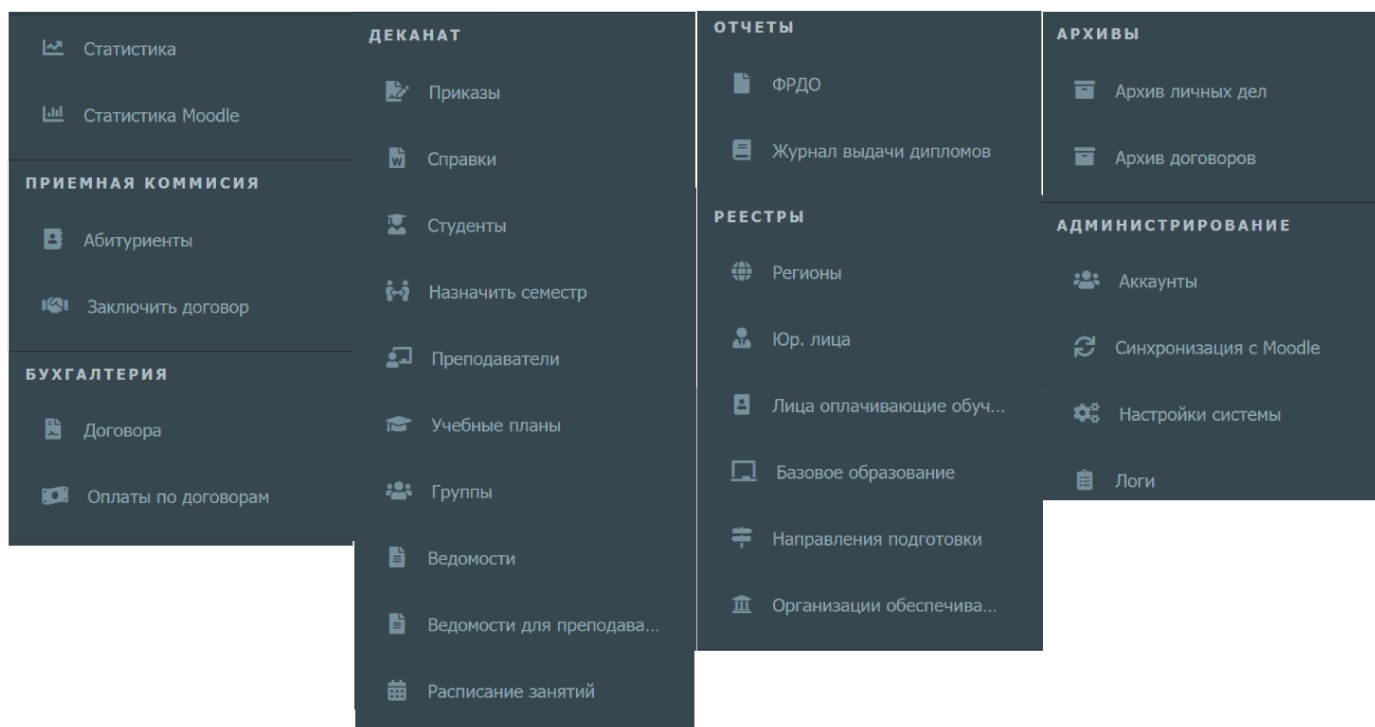 Статистика
Статистика Moodle
ПРИЕМНАЯ КОММИСИЯ
Абитуриенты
Заключить договор
БУХГАЛТЕРИЯ
Договора
Оплаты по договорам
ДЕКАНАТ
Приказы
Справки
Студенты
Назначить семестр
Преподаватели
Учебные планы
Группы
Ведомости
Ведомости для преподава...
Расписание занятий
ОТЧЕТЫ
ФРДО
Журнал выдачи дипломов
РЕЕСТРЫ
Регионы
Юр. лица
Лица оплачивающие обуч...
Базовое образование
Направления подготовки
Организации обеспечива...
АРХИВЫ
Архив личных дел
Архив договоров
АДМИНИСТРИРОВАНИЕ
Аккаунты
Синхронизация с Moodle
Настройки системы
Логи